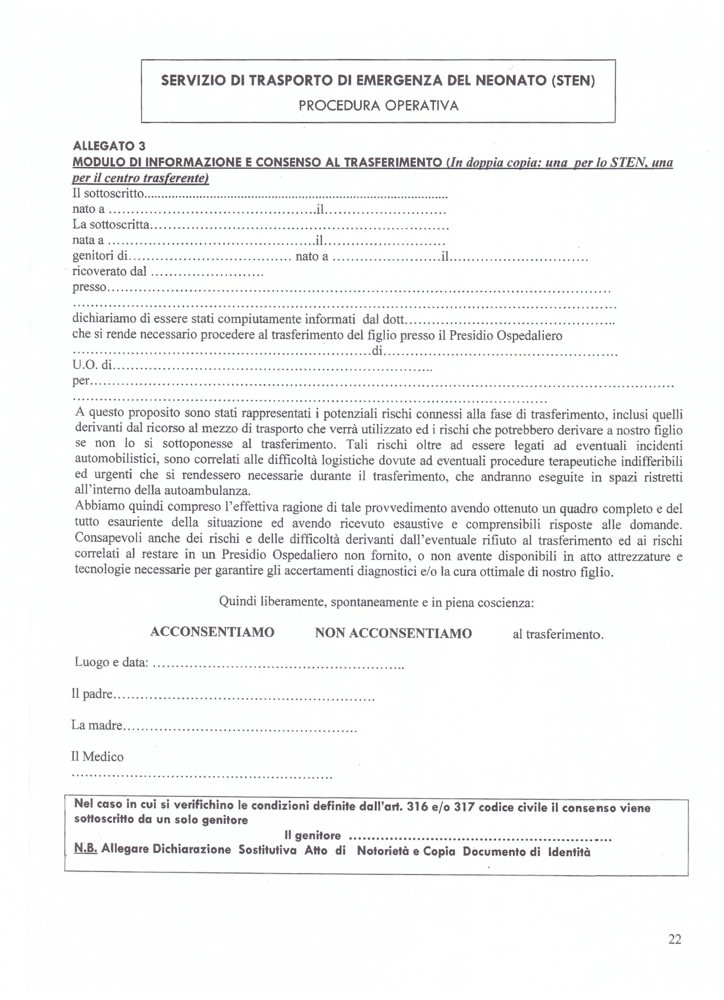 SERVIZIO DI TRASPORTO DI EMERGENZA DEL NEONATO (STEN)
PROCEDURA OPERATIVA
ALLEGATO 3
MODULO DI INFORMAZIONE E CONSENSO AL TRASFERIMENTO (In doppia copia: una per lo STEN, una
per il centro trasferente)
Il sottoscritto..........................................................................................
nato a ...............................................il...........................
La sottoscritta...................................................................
nata a ...............................................il...........................
genitori di.................................... nato a ........................il...............................
ricoverato dal .........................
presso.................................................................................................................
..........................................................................................................................
dichiariamo di essere stati compiutamente informati dal dott...............................................
che si rende necessario procedere al trasferimento del figlio presso il Presidio Ospedaliero
...................................................................di.....................................................
U.O. di........................................................................
per...................................................................................................................................
...........................................................................................................
A questo proposito sono stati rappresentati i potenziali rischi connessi alla fase di trasferimento, inclusi quelli
derivanti dal ricorso al mezzo di trasporto che verrà utilizzato ed i rischi che potrebbero derivare a nostro figlio
se non lo si sottoponesse al trasferimento. Tali rischi oltre ad essere legati ad eventuali incidenti
automobilistici, sono correlati alle difficoltà logistiche dovute ad eventuali procedure terapeutiche indifferibili
ed urgenti che si rendessero necessarie durante il trasferimento, che andranno eseguite in spazi ristretti
all'interno della autoambulanza.
Abbiamo quindi compreso l'effettiva ragione di tale provvedimento avendo ottenuto un quadro completo e del
tutto esauriente della situazione ed avendo ricevuto esaustive e comprensibili risposte alle domande.
Consapevoli anche dei rischi e delle difficoltà derivanti dall'eventuale rifiuto al trasferimento ed ai rischi
correlati al restare in un Presidio Ospedaliero non fornito, o non avente disponibili in atto attrezzature e
tecnologie necessarie per garantire gli accertamenti diagnostici e/o la cura ottimale di nostro figlio.
Quindi liberamente, spontaneamente e in piena coscienza:
ACCONSENTIAMO NON ACCONSENTIAMO al trasferimento.
Luogo e data: .........................................................
Il padre...........................................................
La madre.....................................................
Il Medico
...........................................................
Nel caso in cui si verifichino le condizioni definite dall'art. 316 e/o 317 codice civile il consenso viene
sottoscritto da un solo genitore
Il genitore ...........................................................
N.B. Allegare Dichiarazione Sostitutiva Atto di Notorietà e Copia Documento di Identità
22